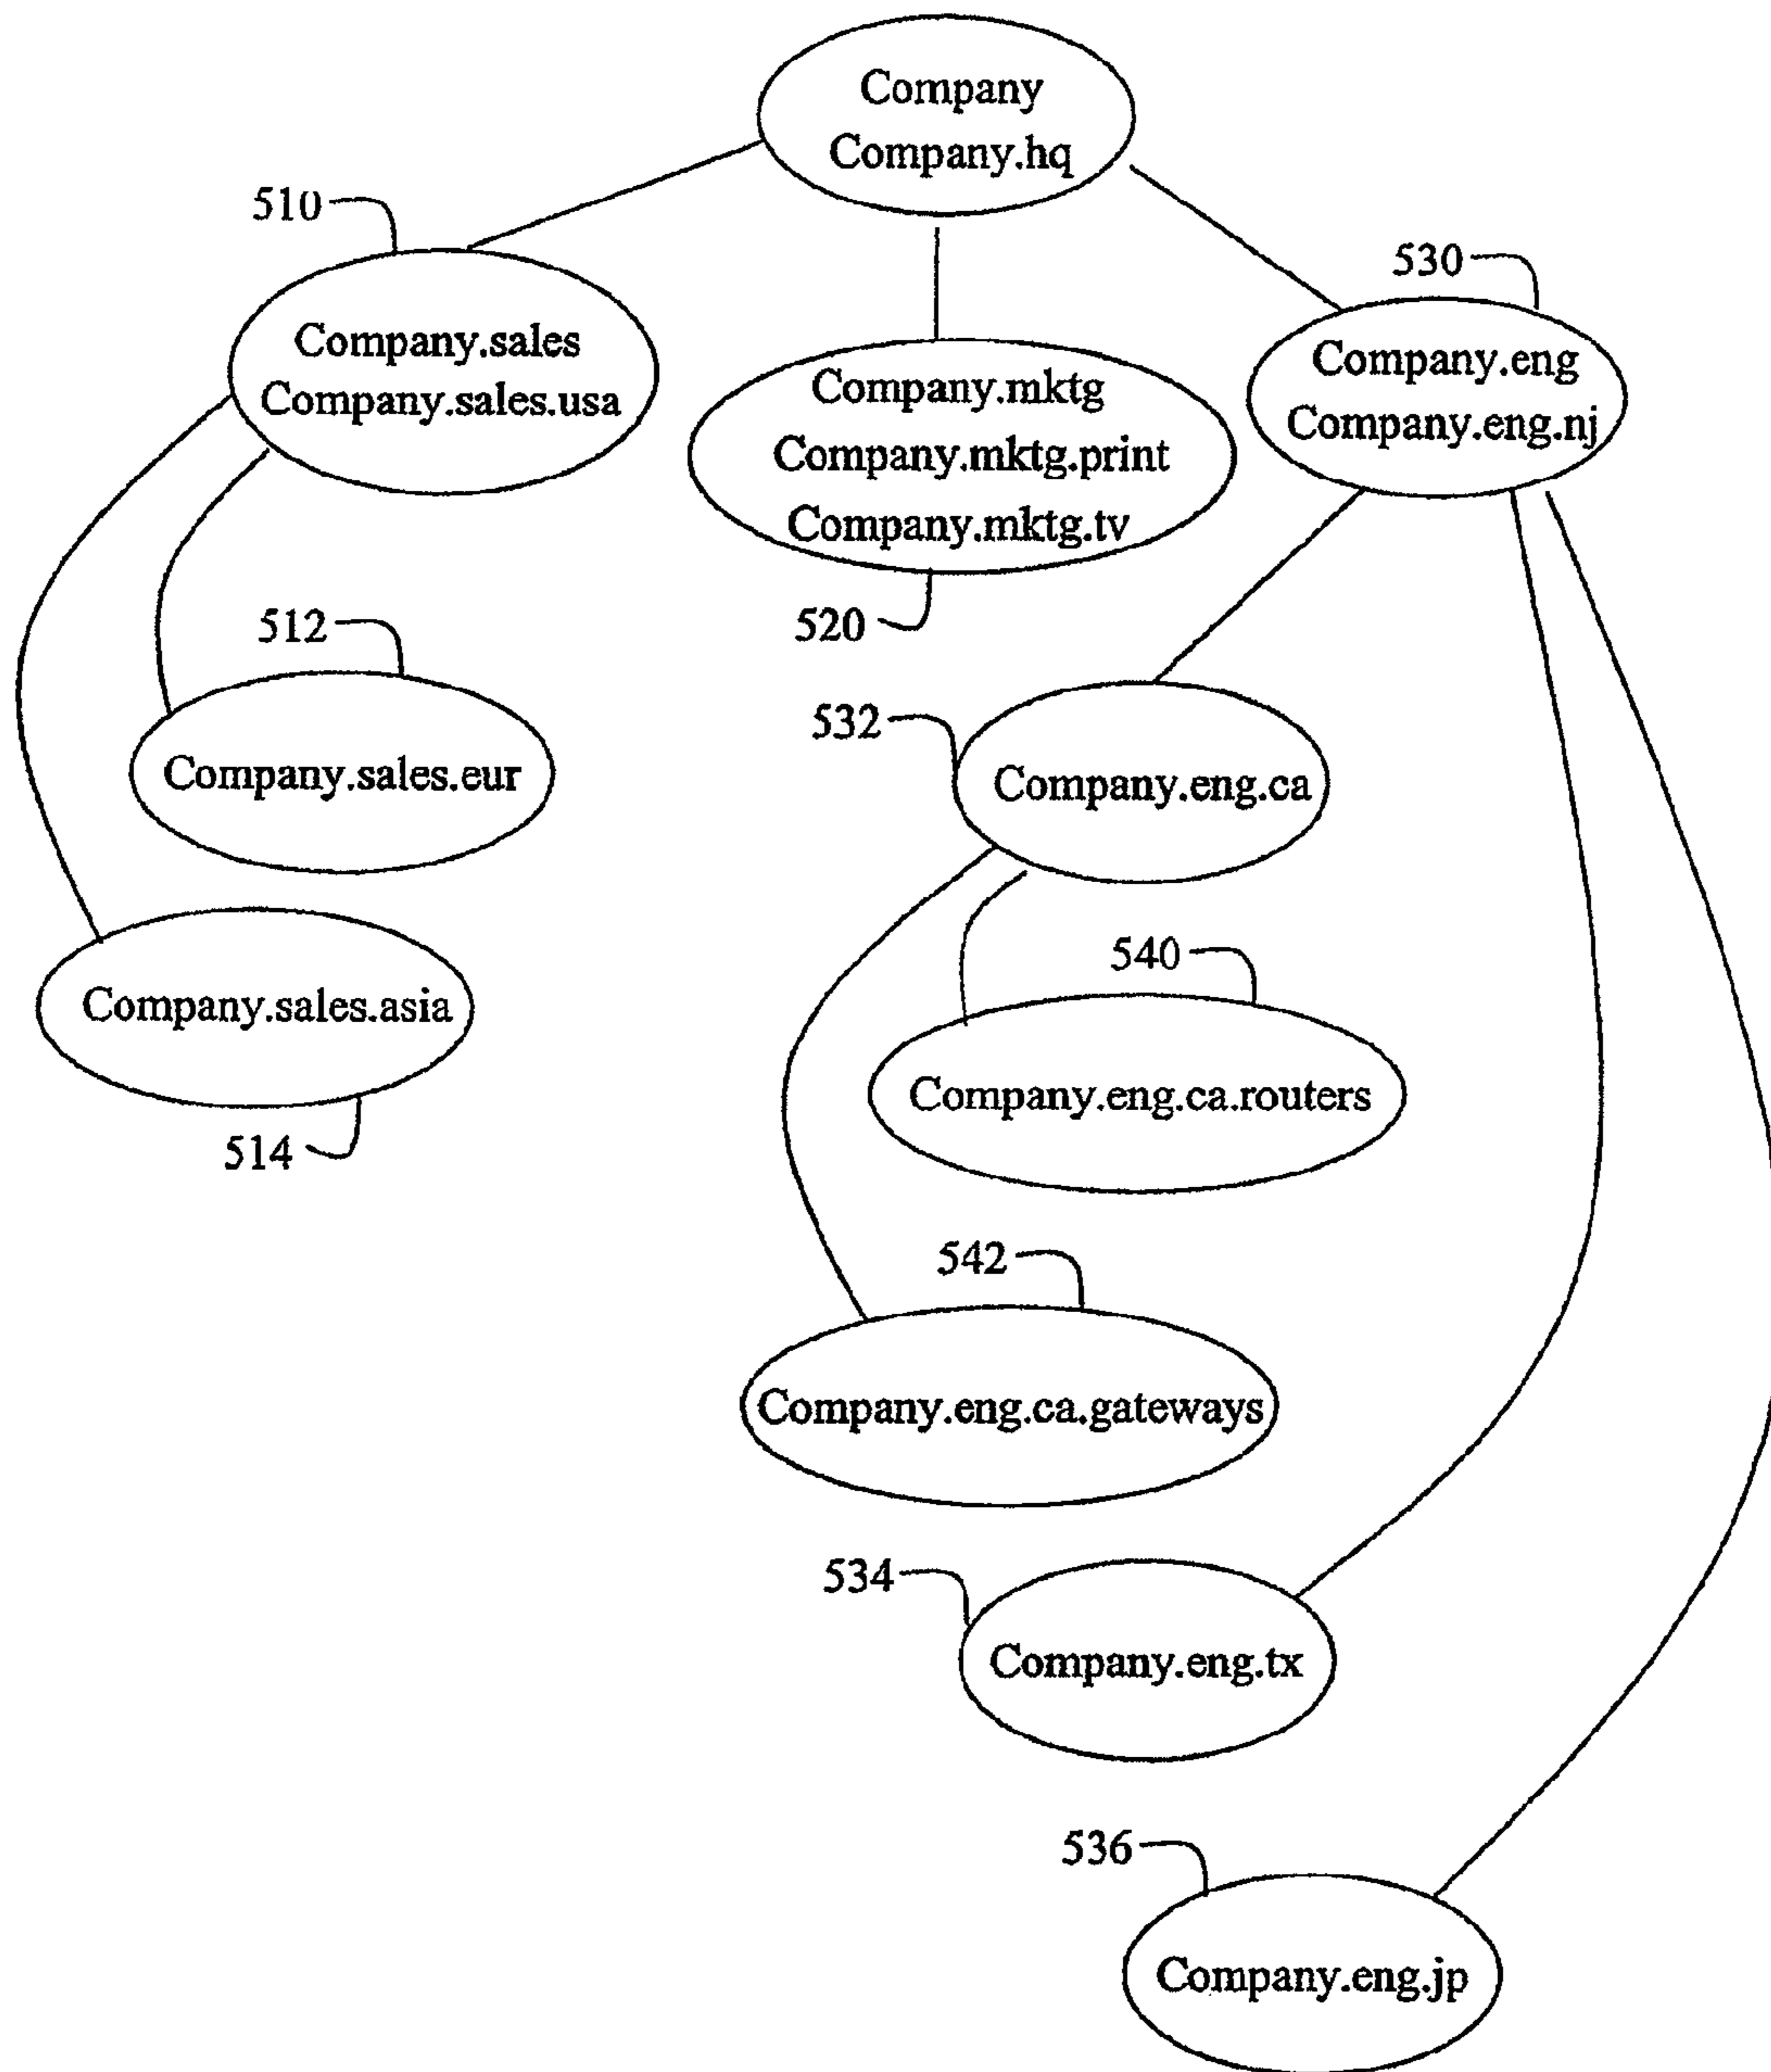 Company
Company.hq
510
530
Company.sales
Company.sales.usa
Company.mktg
Company.mktg.print
Company.mktg.tv
Company.eng
Company.eng.nj
512
520
532
Company.sales.eur
Company.eng.ca
540
Company.sales.asia
Company.eng.ca.routers
514
542
Company.eng.ca.gateways
534
Company.eng.tx
536
Company.eng.jp